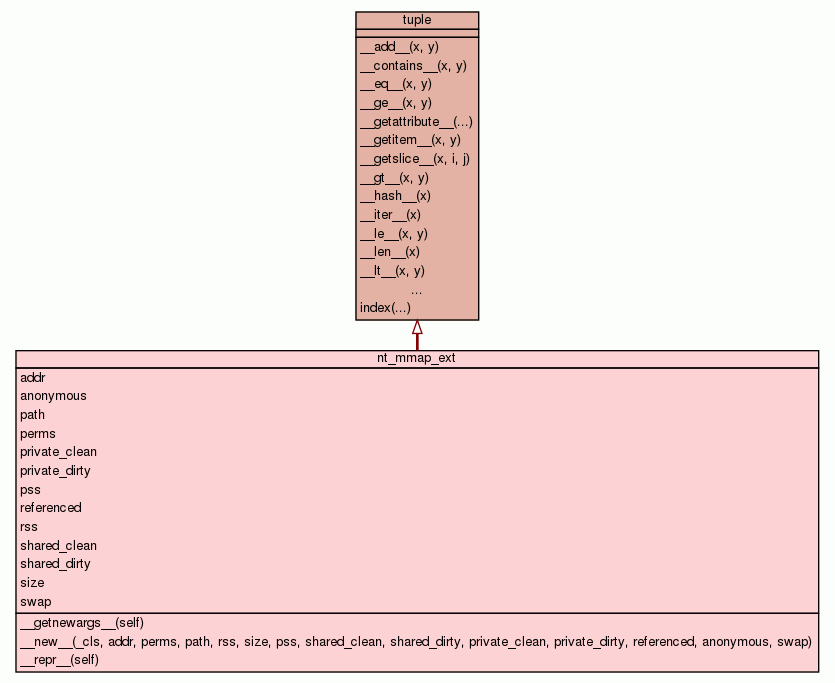 tuple
__add__(x, y)
__contains__(x, y)
__eq__(x, y)
__ge__(x, y)
__getattribute__(...)
__getitem__(x, y)
__getslice__(x, i, j)
__gt__(x, y)
__hash__(x)
__iter__(x)
__le__(x, y)
__len__(x)
__lt__(x, y)
...
index(...)
nt_mmap_ext
addr
anonymous
path
perms
private_clean
private_dirty
pss
referenced
rss
shared_clean
shared_dirty
size
swap
__getnewargs__(self)
__new__(_cls, addr, perms, path, rss, size, pss, shared_clean, shared_dirty, private_clean, private_dirty, referenced, anonymous, swap)
__repr__(self)